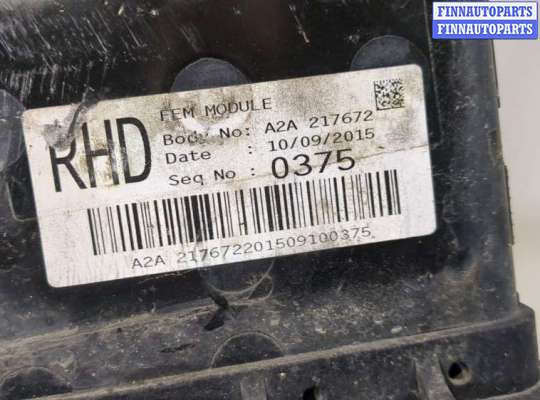 FINNAUTOPARTS
FINNAUTOPARTS
RHD
FEM MODULE
Body No: A2A 217672
Date : 10/09/2015
Seq No : 0375
A2A 217672201509100375